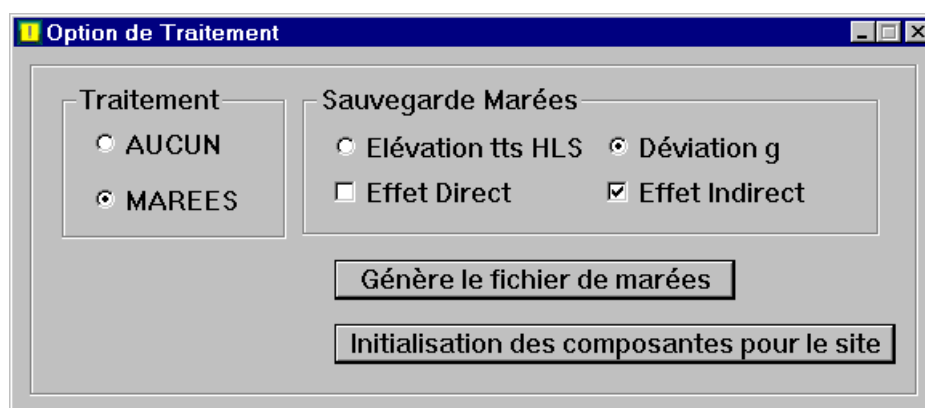 Option de Traitement
Traitement
AUCUN
MAREES
Sauvegarde Marées
Elévation tts HLS
Déviation g
Effet Direct
Effet Indirect
Génère le fichier de marées
Initialisation des composantes pour le site